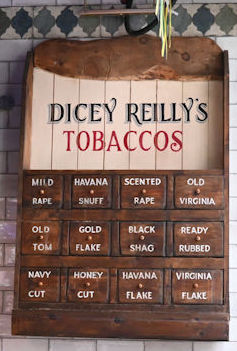 DICEY REILLY'S
TOBACCOS
MILD HAVANA SCENTED OLD
RAPE SNUFF RAPE VIRGINIA
OLD GOLD BLACK READY
TOM FLAKE SHAG RUBBED
NAVY HONEY HAVANA VIRGINIA
CUT CUT FLAKE FLAKE